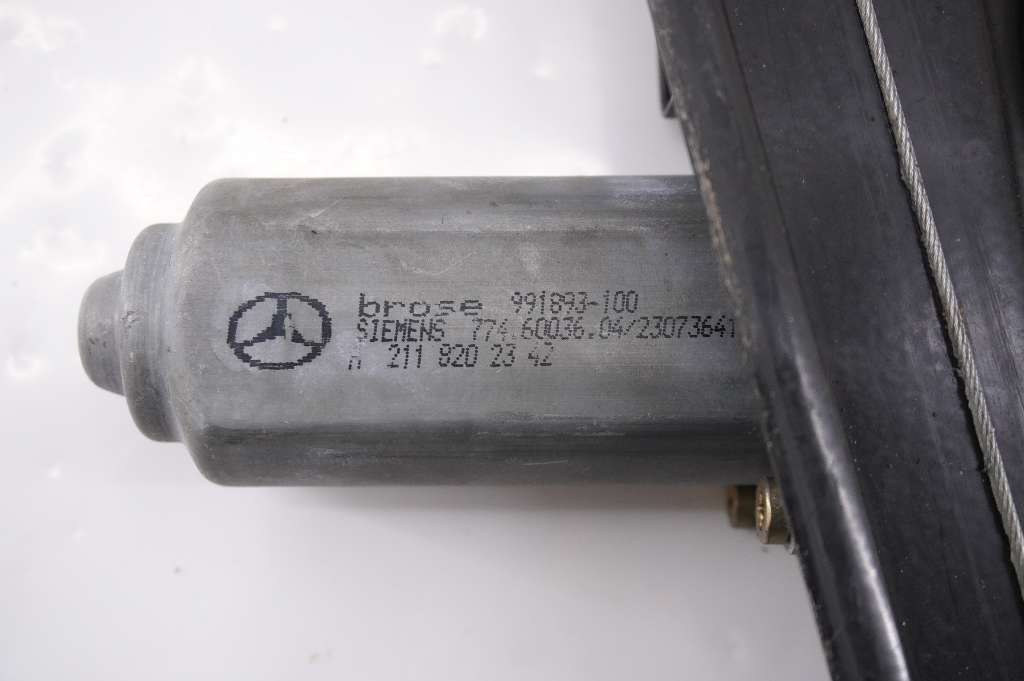 brose 991893-100
SIEMENS 774.60036.04/23073641
A 211 820 23 42